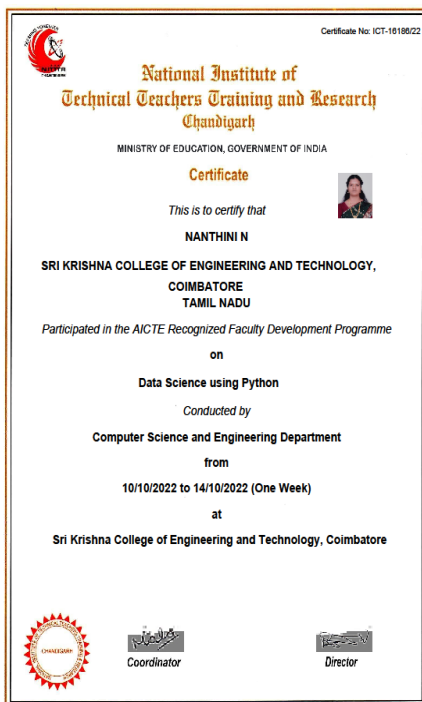 Certificate No: ICT-16186/22
National Institute of
Technical Teachers Training and Research
Chandigarh
MINISTRY OF EDUCATION, GOVERNMENT OF INDIA
Certificate
This is to certify that
NANTHINI N
SRI KRISHNA COLLEGE OF ENGINEERING AND TECHNOLOGY,
COIMBATORE
TAMIL NADU
Participated in the AICTE Recognized Faculty Development Programme
on
Data Science using Python
Conducted by
Computer Science and Engineering Department
from
10/10/2022 to 14/10/2022 (One Week)
at
Sri Krishna College of Engineering and Technology, Coimbatore
CHANDIGARH
Coordinator
Director